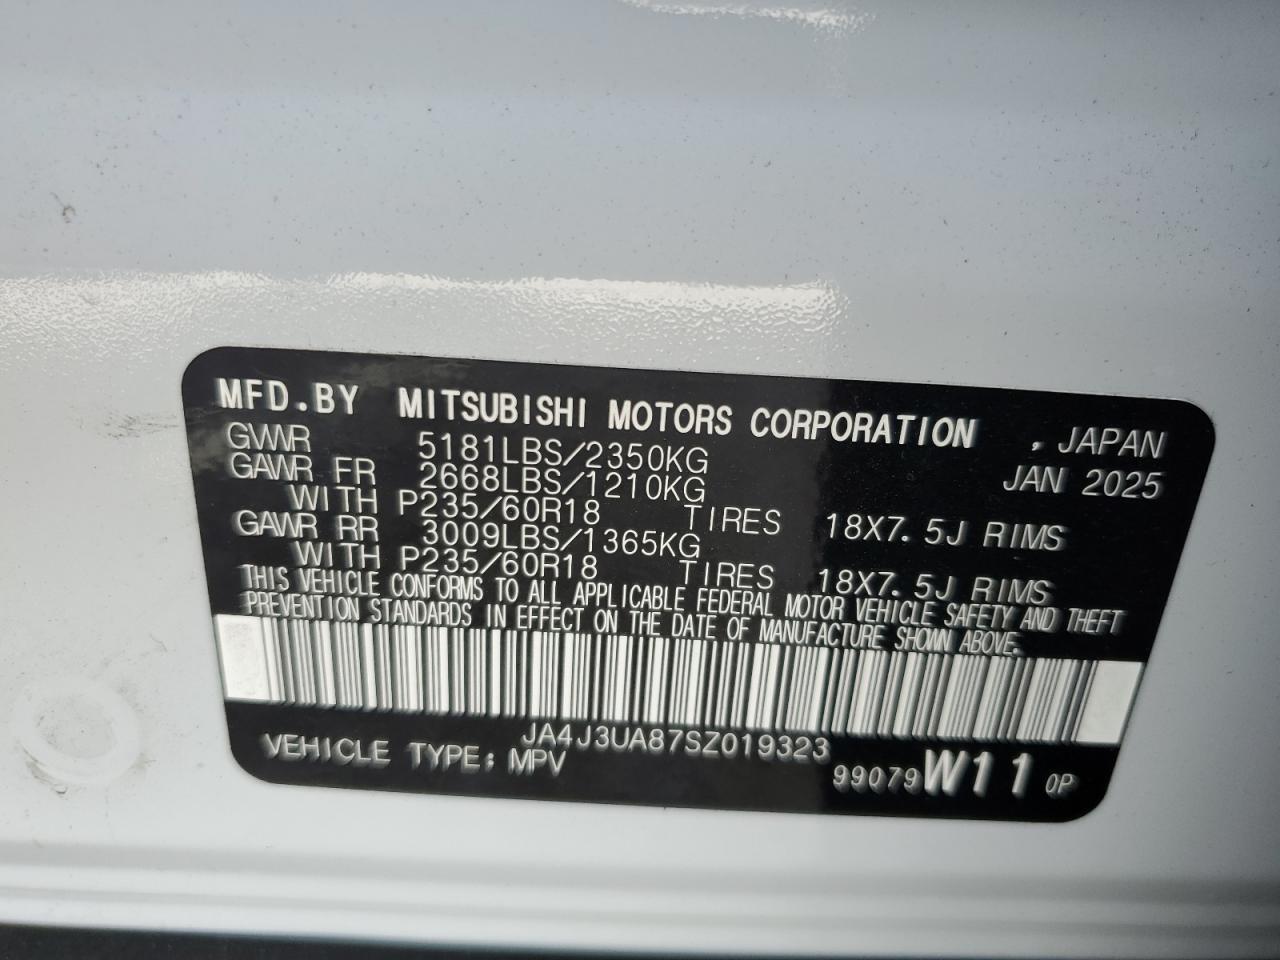 MFD.BY MITSUBISHI MOTORS CORPORATION , JAPAN
GVWR 5181LBS/2350KG JAN 2025
GAWR FR 2668LBS/1210KG
WITH P235/60R18 TIRES 18X7.5J RIMS
GAWR RR 3009LBS/1365KG
WITH P235/60R18 TIRES 18X7.5J RIMS
THIS VEHICLE CONFORMS TO ALL APPLICABLE FEDERAL MOTOR VEHICLE SAFETY AND THEFT
PREVENTION STANDARDS IN EFFECT ON THE DATE OF MANUFACTURE SHOWN ABOVE.
JA4J3UA87SZ019323
VEHICLE TYPE: MPV 99079W11 0P